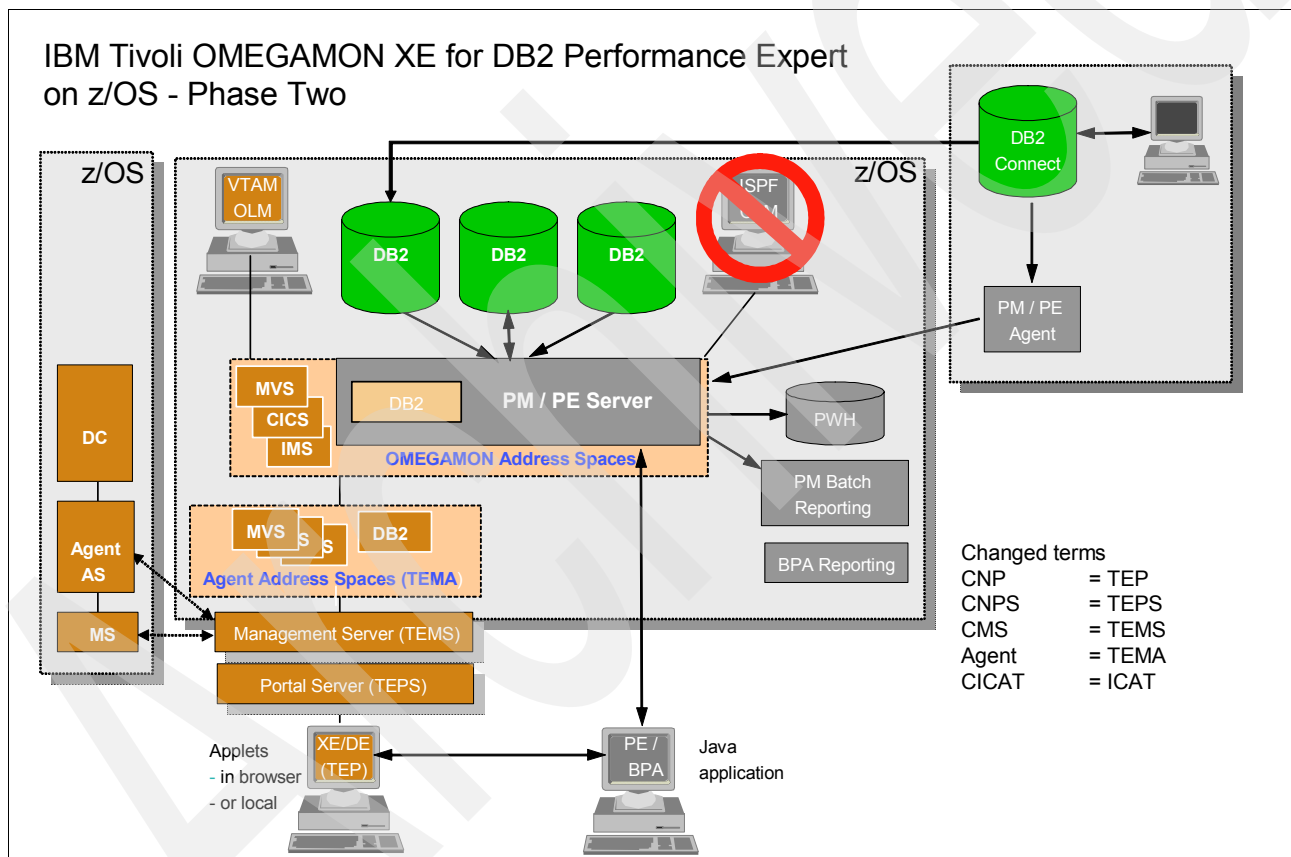 IBM Tivoli OMEGAMON XE for DB2 Performance Expert
on z/OS - Phase Two
z/OS
DC
Agent
AS
MS
z/OS
VTAM
OLM
DB2
DB2
DB2
ISPF
DB2
Connect
PM / PE
Agent
MVS
CICS
IMS
DB2
PM / PE Server
OMEGAMON Address Spaces
PWH
PM Batch
Reporting
BPA Reporting
MVS
S
S
DB2
Agent Address Spaces (TEMA)
Management Server (TEMS)
Portal Server (TEPS)
Applets
- in browser
- or local
XE/DE
(TEP)
PE /
BPA
Java
application
Changed terms
CNP = TEP
CNPS = TEPS
CMS = TEMS
Agent = TEMA
CICAT = ICAT